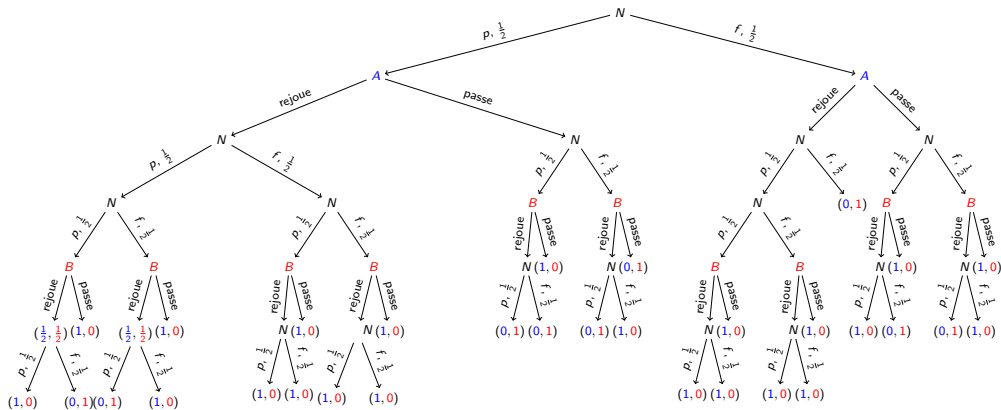 N
p, 1/2 f, 1/2
A A
rejoue passe rejoue passe
N N N N
p, 1/2 f, 1/2 p, 1/2 f, 1/2 p, 1/2 f, 1/2 p, 1/2 f, 1/2
N N B B N (0, 1) B B
p, 1/2 f, 1/2 p, 1/2 f, 1/2 rejoue passe rejoue passe p, 1/2 f, 1/2 rejoue passe rejoue passe
B B B B N (1, 0) N (0, 1) B B N (1, 0) N (1, 0)
rejoue passe rejoue passe rejoue passe rejoue passe p, 1/2 f, 1/2 p, 1/2 f, 1/2 rejoue passe rejoue passe p, 1/2 f, 1/2 p, 1/2 f, 1/2
(1/2, 1/2) (1, 0) (1/2, 1/2) (1, 0) N (1, 0) N (1, 0) (0, 1) (0, 1) (0, 1) (1, 0) N (1, 0) N (1, 0) (1, 0) (0, 1) (0, 1) (1, 0)
p, 1/2 f, 1/2 p, 1/2 f, 1/2 p, 1/2 f, 1/2 p, 1/2 f, 1/2 p, 1/2 f, 1/2 p, 1/2 f, 1/2
(1, 0) (0, 1) (0, 1) (1, 0) (1, 0) (1, 0) (1, 0) (1, 0) (1, 0) (1, 0) (1, 0) (1, 0)